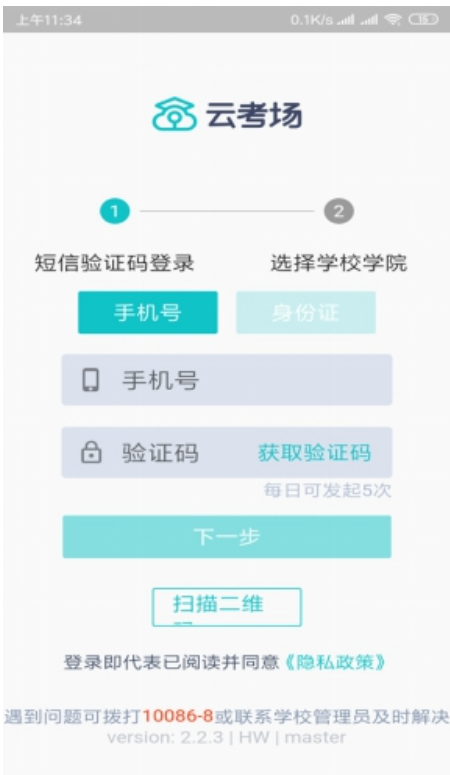 上午11:34 0.1K/s
云考场
1 2
短信验证码登录 选择学校学院
手机号 身份证
手机号
验证码 获取验证码
每日可发起5次
下一步
扫描二维
登录即代表已阅读并同意《隐私政策》
遇到问题可拨打10086-8或联系学校管理员及时解决
version: 2.2.3 | HW | master